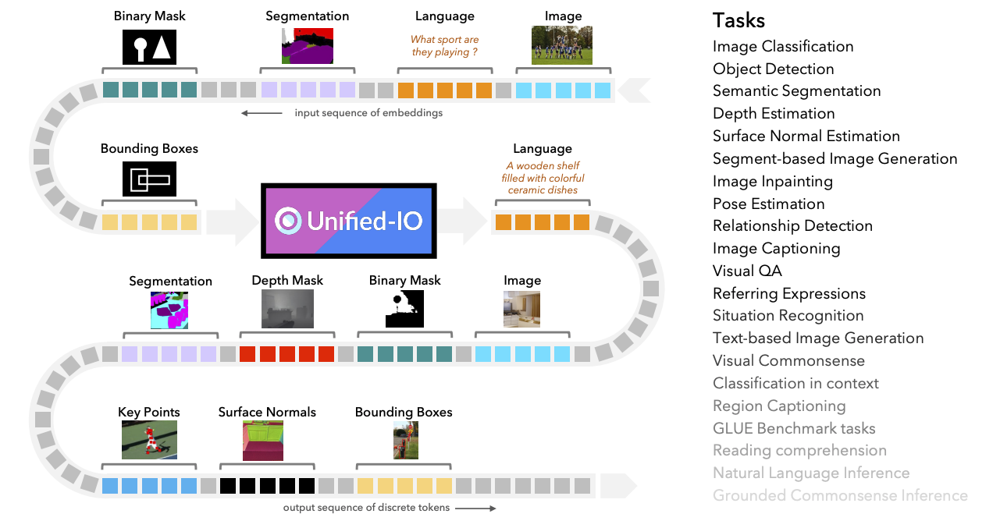 Binary Mask
Segmentation
Language
Image
What sport are
they playing ?
input sequence of embeddings
Bounding Boxes
Unified-IO
Language
A wooden shelf
filled with colorful
ceramic dishes
Segmentation
Depth Mask
Binary Mask
Image
Key Points
Surface Normals
Bounding Boxes
output sequence of discrete tokens
Tasks
Image Classification
Object Detection
Semantic Segmentation
Depth Estimation
Surface Normal Estimation
Segment-based Image Generation
Image Inpainting
Pose Estimation
Relationship Detection
Image Captioning
Visual QA
Referring Expressions
Situation Recognition
Text-based Image Generation
Visual Commonsense
Classification in context
Region Captioning
GLUE Benchmark tasks
Reading comprehension
Natural Language Inference
Grounded Commonsense Inference